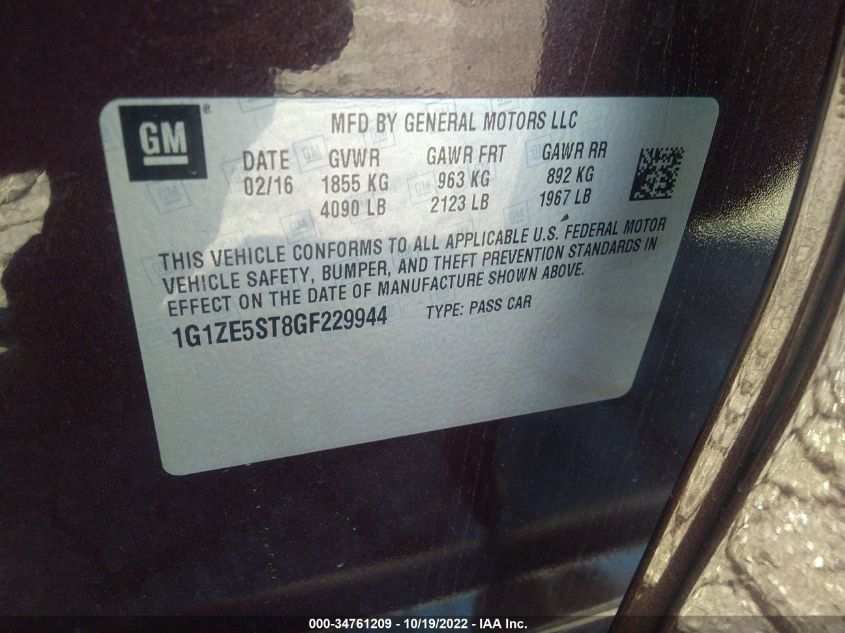 GM
MFD BY GENERAL MOTORS LLC
DATE GVWR GAWR FRT GAWR RR
02/16 1855 KG 963 KG 892 KG
4090 LB 2123 LB 1967 LB
THIS VEHICLE CONFORMS TO ALL APPLICABLE U.S. FEDERAL MOTOR
VEHICLE SAFETY, BUMPER, AND THEFT PREVENTION STANDARDS IN
EFFECT ON THE DATE OF MANUFACTURE SHOWN ABOVE.
1G1ZE5ST8GF229944 TYPE: PASS CAR
000-34761209 - 10/19/2022 - IAA Inc.